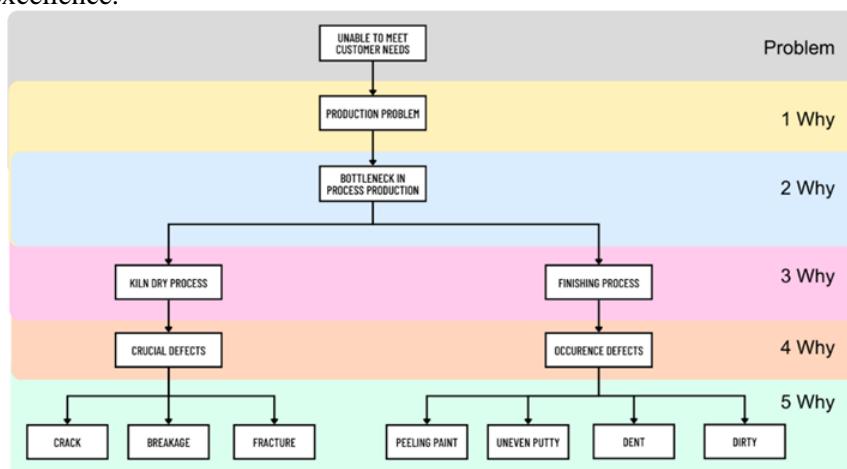 excellence.
UNABLE TO MEET
CUSTOMER NEEDS
Problem
PRODUCTION PROBLEM
1 Why
BOTTLENECK IN
PROCESS PRODUCTION
2 Why
KILN DRY PROCESS
FINISHING PROCESS
3 Why
CRUCIAL DEFECTS
OCCURENCE DEFECTS
4 Why
5 Why
CRACK
BREAKAGE
FRACTURE
PEELING PAINT
UNEVEN PUTTY
DENT
DIRTY